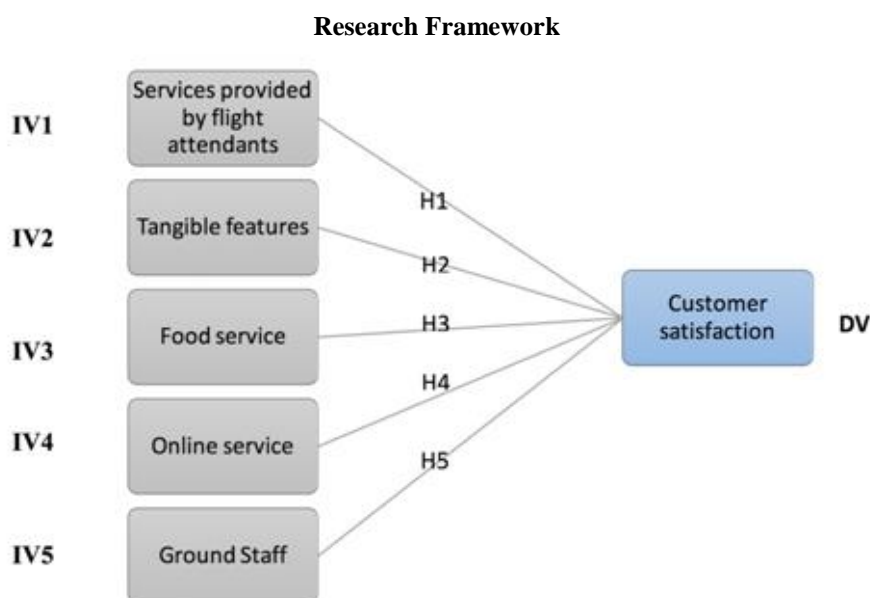 Research Framework
IV1
Services provided
by flight
attendants
H1
IV2
Tangible features
H2
IV3
Food service
H3
Customer
satisfaction
DV
IV4
Online service
H4
IV5
Ground Staff
H5